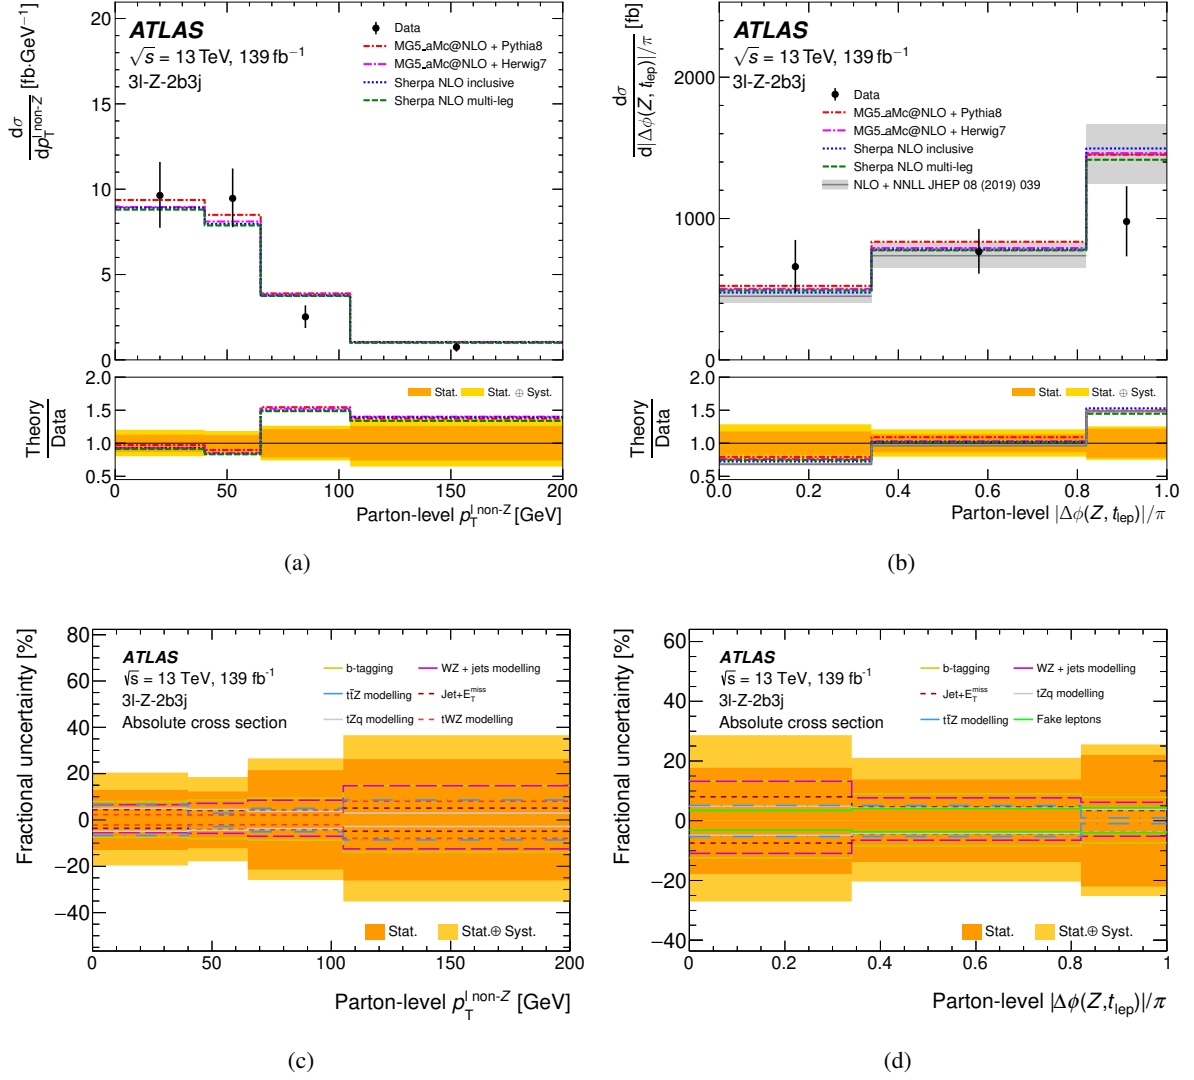 ATLAS
√s = 13 TeV, 139 fb⁻¹
3l-Z-2b3j
Data
MG5_aMc@NLO + Pythia8
MG5_aMc@NLO + Herwig7
Sherpa NLO inclusive
Sherpa NLO multi-leg
dσ/dp_T^{l non-Z} [fb·GeV⁻¹]
20
15
10
5
0
Stat.
Stat. ⊕ Syst.
Theory
Data
2.0
1.5
1.0
0.5
0 50 100 150 200
Parton-level p_T^{l non-Z} [GeV]
(a)
ATLAS
√s = 13 TeV, 139 fb⁻¹
3l-Z-2b3j
Data
MG5_aMc@NLO + Pythia8
MG5_aMc@NLO + Herwig7
Sherpa NLO inclusive
Sherpa NLO multi-leg
NLO + NNLL JHEP 08 (2019) 039
dσ/d|Δϕ(Z, t_lep)|/π [fb]
2000
1000
0
Stat.
Stat. ⊕ Syst.
Theory
Data
2.0
1.5
1.0
0.5
0.0 0.2 0.4 0.6 0.8 1.0
Parton-level |Δϕ(Z, t_lep)|/π
(b)
ATLAS
√s = 13 TeV, 139 fb⁻¹
3l-Z-2b3j
Absolute cross section
b-tagging
WZ + jets modelling
tt̄Z modelling
Jet+E_T^miss
tZq modelling
tWZ modelling
Fractional uncertainty [%]
80
60
40
20
0
−20
−40
Stat.
Stat.⊕ Syst.
0 50 100 150 200
Parton-level p_T^{l non-Z} [GeV]
(c)
ATLAS
√s = 13 TeV, 139 fb⁻¹
3l-Z-2b3j
Absolute cross section
b-tagging
WZ + jets modelling
Jet+E_T^miss
tZq modelling
tt̄Z modelling
Fake leptons
Fractional uncertainty [%]
60
40
20
0
−20
−40
Stat.
Stat.⊕ Syst.
0 0.2 0.4 0.6 0.8 1
Parton-level |Δϕ(Z,t_lep)|/π
(d)